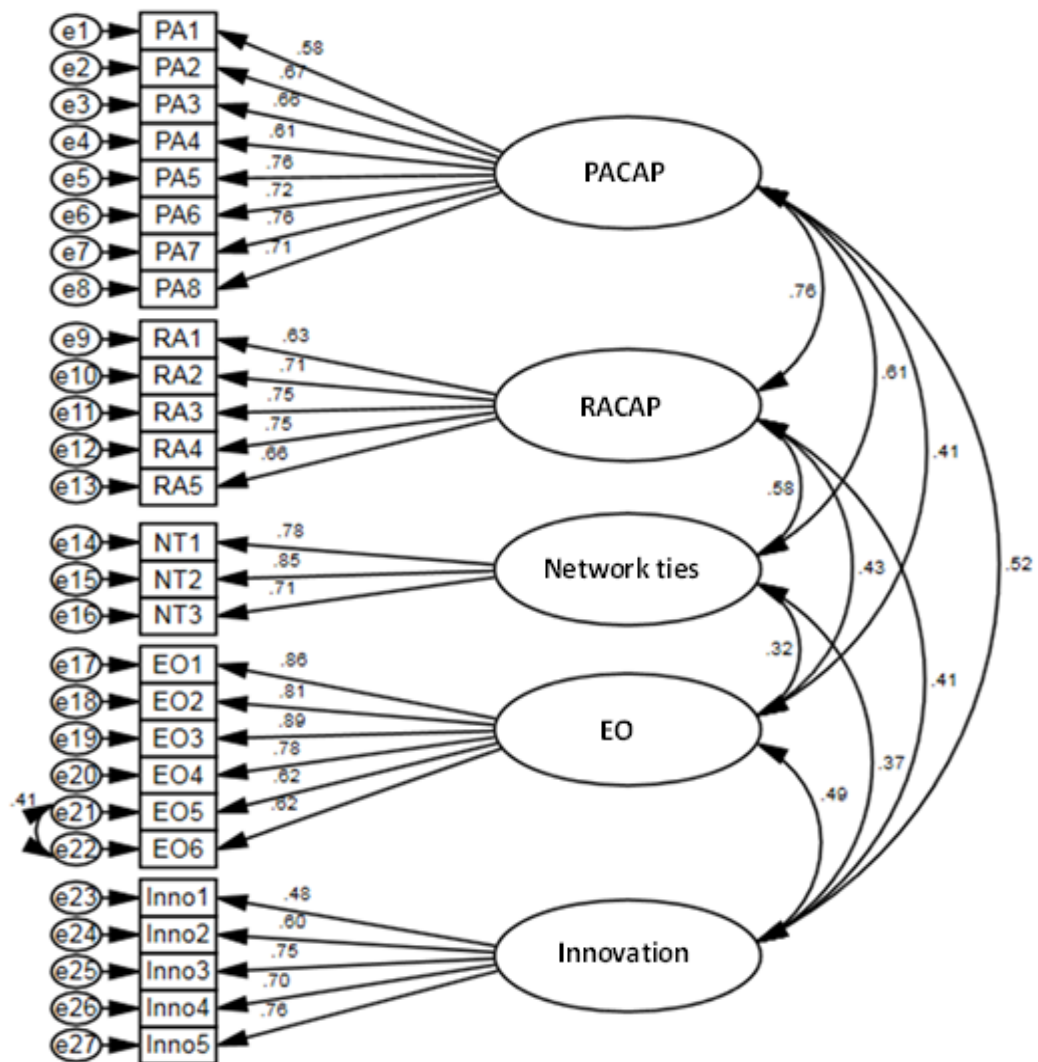 e1 PA1 .58
e2 PA2 .67
e3 PA3 .66
e4 PA4 .61
e5 PA5 .76
e6 PA6 .72
e7 PA7 .76
e8 PA8 .71
PACAP
e9 RA1 .63
e10 RA2 .71
e11 RA3 .75
e12 RA4 .75
e13 RA5 .66
RACAP
e14 NT1 .78
e15 NT2 .85
e16 NT3 .71
Network ties
e17 EO1 .86
e18 EO2 .81
e19 EO3 .89
e20 EO4 .78
.41 e21 EO5 .62
e22 EO6 .62
EO
e23 Inno1 .48
e24 Inno2 .60
e25 Inno3 .75
e26 Inno4 .70
e27 Inno5 .76
Innovation
.76
.61
.41
.58
.43
.52
.32
.41
.37
.49